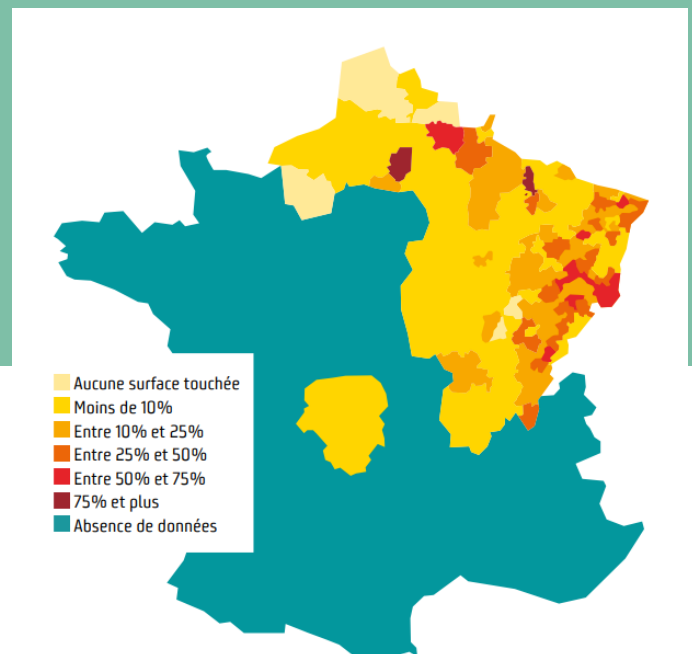 Aucune surface touchée
Moins de 10%
Entre 10% et 25%
Entre 25% et 50%
Entre 50% et 75%
75% et plus
Absence de données